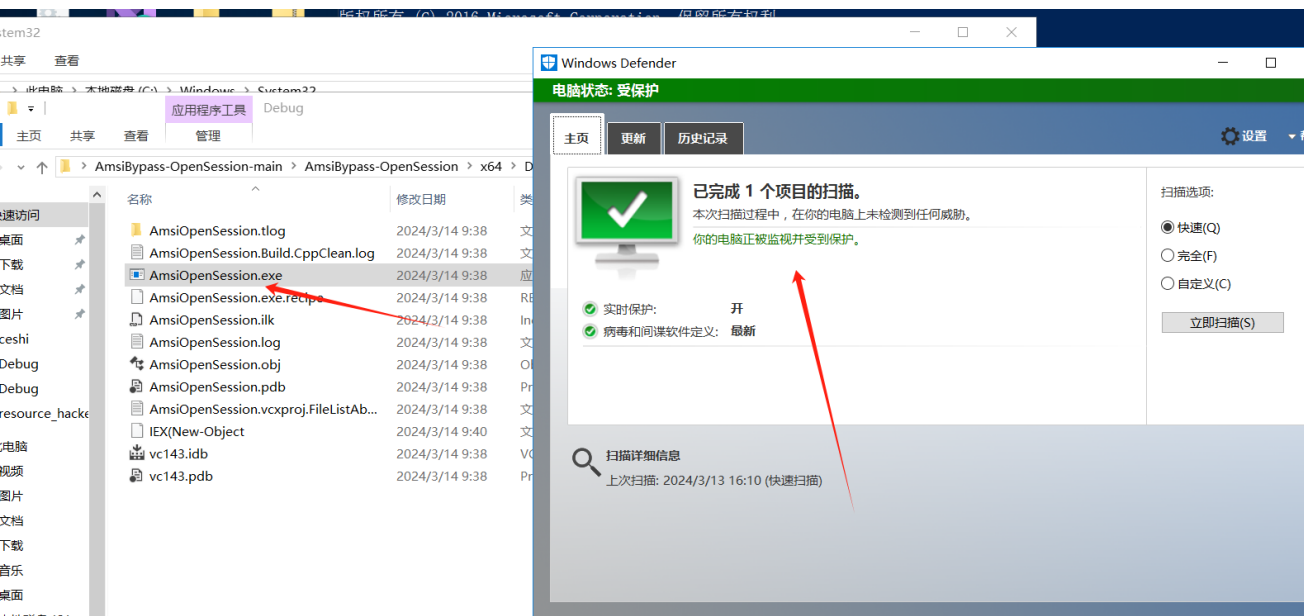 版权所有 (C) 2016 Microsoft Corporation。保留所有权利
stem32
共享 查看
此电脑 > 本地磁盘 (C:) > Windows > System32
应用程序工具 Debug
主页 共享 查看 管理
AmsiBypass-OpenSession-main > AmsiBypass-OpenSession > x64 > D
名称 修改日期 类
速访问
桌面
下载
文档
图片
ceshi
Debug
Debug
resource_hacke
电脑
视频
图片
文档
下载
音乐
桌面
AmsiOpenSession.tlog 2024/3/14 9:38 文
AmsiOpenSession.Build.CppClean.log 2024/3/14 9:38 文
AmsiOpenSession.exe 2024/3/14 9:38 应
AmsiOpenSession.exe.recipe 2024/3/14 9:38 RE
AmsiOpenSession.ilk 2024/3/14 9:38 In
AmsiOpenSession.log 2024/3/14 9:38 文
AmsiOpenSession.obj 2024/3/14 9:38 Ol
AmsiOpenSession.pdb 2024/3/14 9:38 Pr
AmsiOpenSession.vcxproj.FileListAb... 2024/3/14 9:38 文
IEX(New-Object 2024/3/14 9:40 文
vc143.idb 2024/3/14 9:38 VC
vc143.pdb 2024/3/14 9:38 Pr
Windows Defender
电脑状态: 受保护
主页 更新 历史记录 设置
已完成 1 个项目的扫描。
本次扫描过程中，在你的电脑上未检测到任何威胁。
你的电脑正被监视并受到保护。
实时保护: 开
病毒和间谍软件定义: 最新
扫描选项:
快速(Q)
完全(F)
自定义(C)
立即扫描(S)
扫描详细信息
上次扫描: 2024/3/13 16:10 (快速扫描)